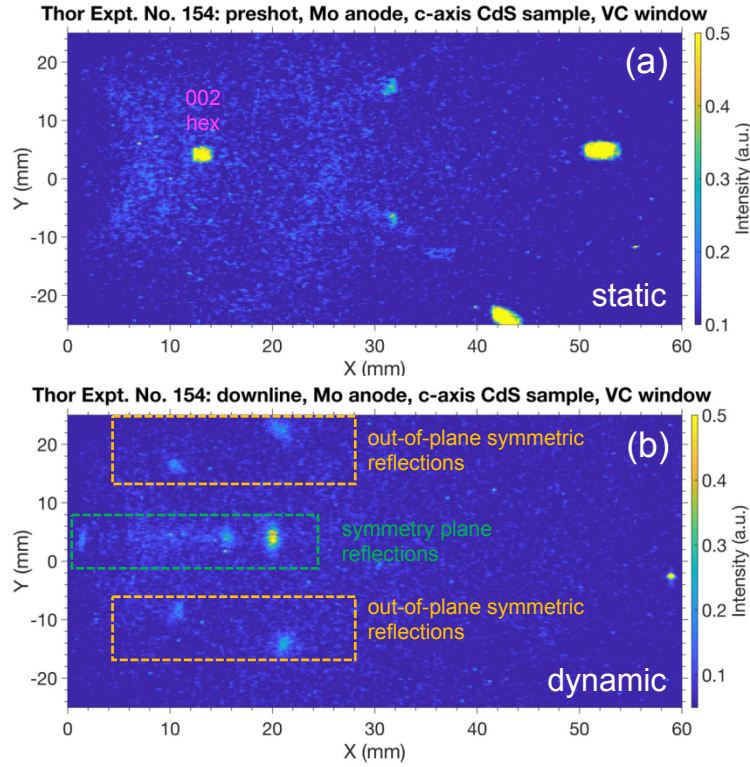 Thor Expt. No. 154: preshot, Mo anode, c-axis CdS sample, VC window
(a)
002
hex
static
20
10
0
-10
-20
Y (mm)
0 10 20 30 40 50 60
X (mm)
0.5
0.4
0.3
0.2
0.1
Intensity (a.u.)
Thor Expt. No. 154: downline, Mo anode, c-axis CdS sample, VC window
(b)
out-of-plane symmetric
reflections
symmetry plane
reflections
out-of-plane symmetric
reflections
dynamic
20
10
0
-10
-20
Y (mm)
0 10 20 30 40 50 60
X (mm)
0.5
0.4
0.3
0.2
0.1
Intensity (a.u.)